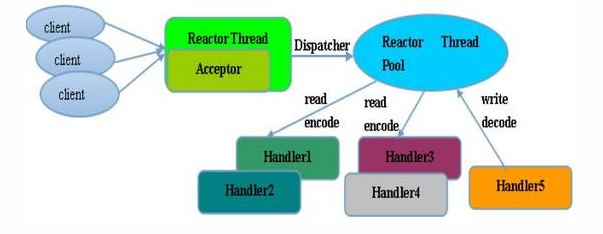 client
client
client
Reactor Thread
Acceptor
Dispatcher
Reactor Thread
Pool
read
encode
read
encode
write
decode
Handler1
Handler2
Handler3
Handler4
Handler5